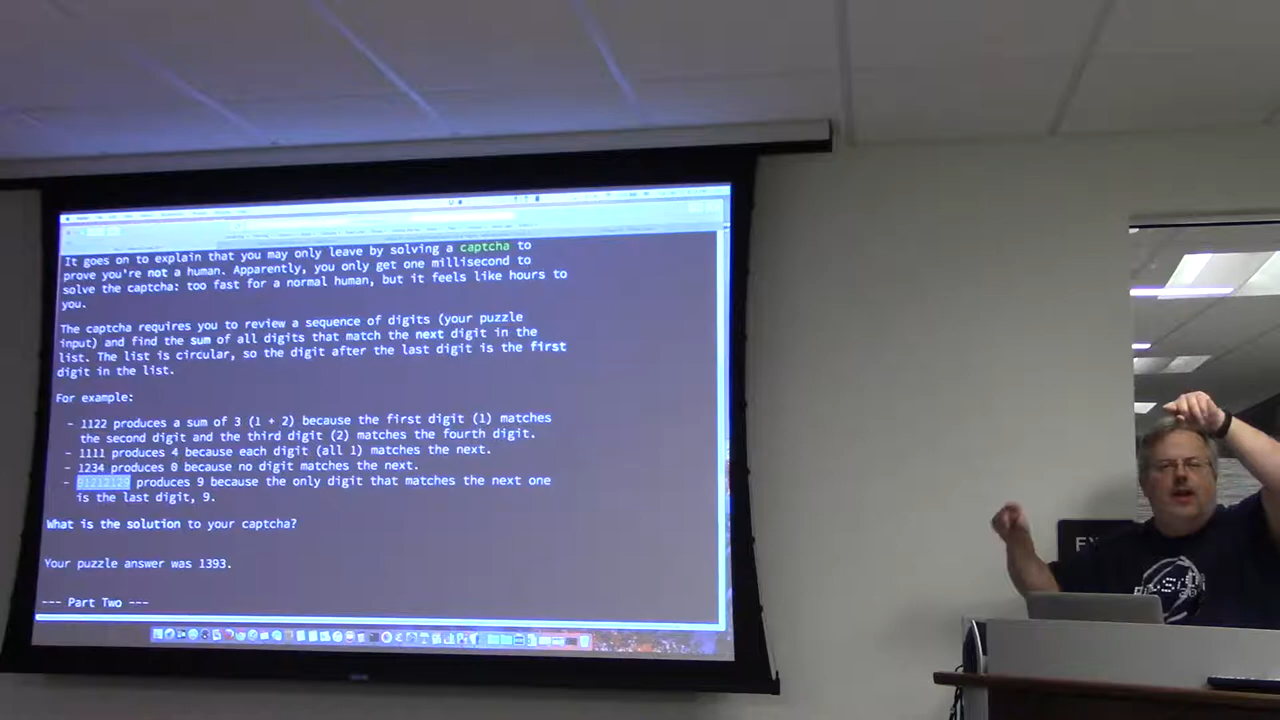 It goes on to explain that you may only leave by solving a captcha to
prove you're not a human. Apparently, you only get one millisecond to
solve the captcha: too fast for a normal human, but it feels like hours to
you.
The captcha requires you to review a sequence of digits (your puzzle
input) and find the sum of all digits that match the next digit in the
list. The list is circular, so the digit after the last digit is the first
digit in the list.
For example:
- 1122 produces a sum of 3 (1 + 2) because the first digit (1) matches
the second digit and the third digit (2) matches the fourth digit.
- 1111 produces 4 because each digit (all 1) matches the next.
- 1234 produces 0 because no digit matches the next.
- 91212129 produces 9 because the only digit that matches the next one
is the last digit, 9.
What is the solution to your captcha?
Your puzzle answer was 1393.
--- Part Two ---